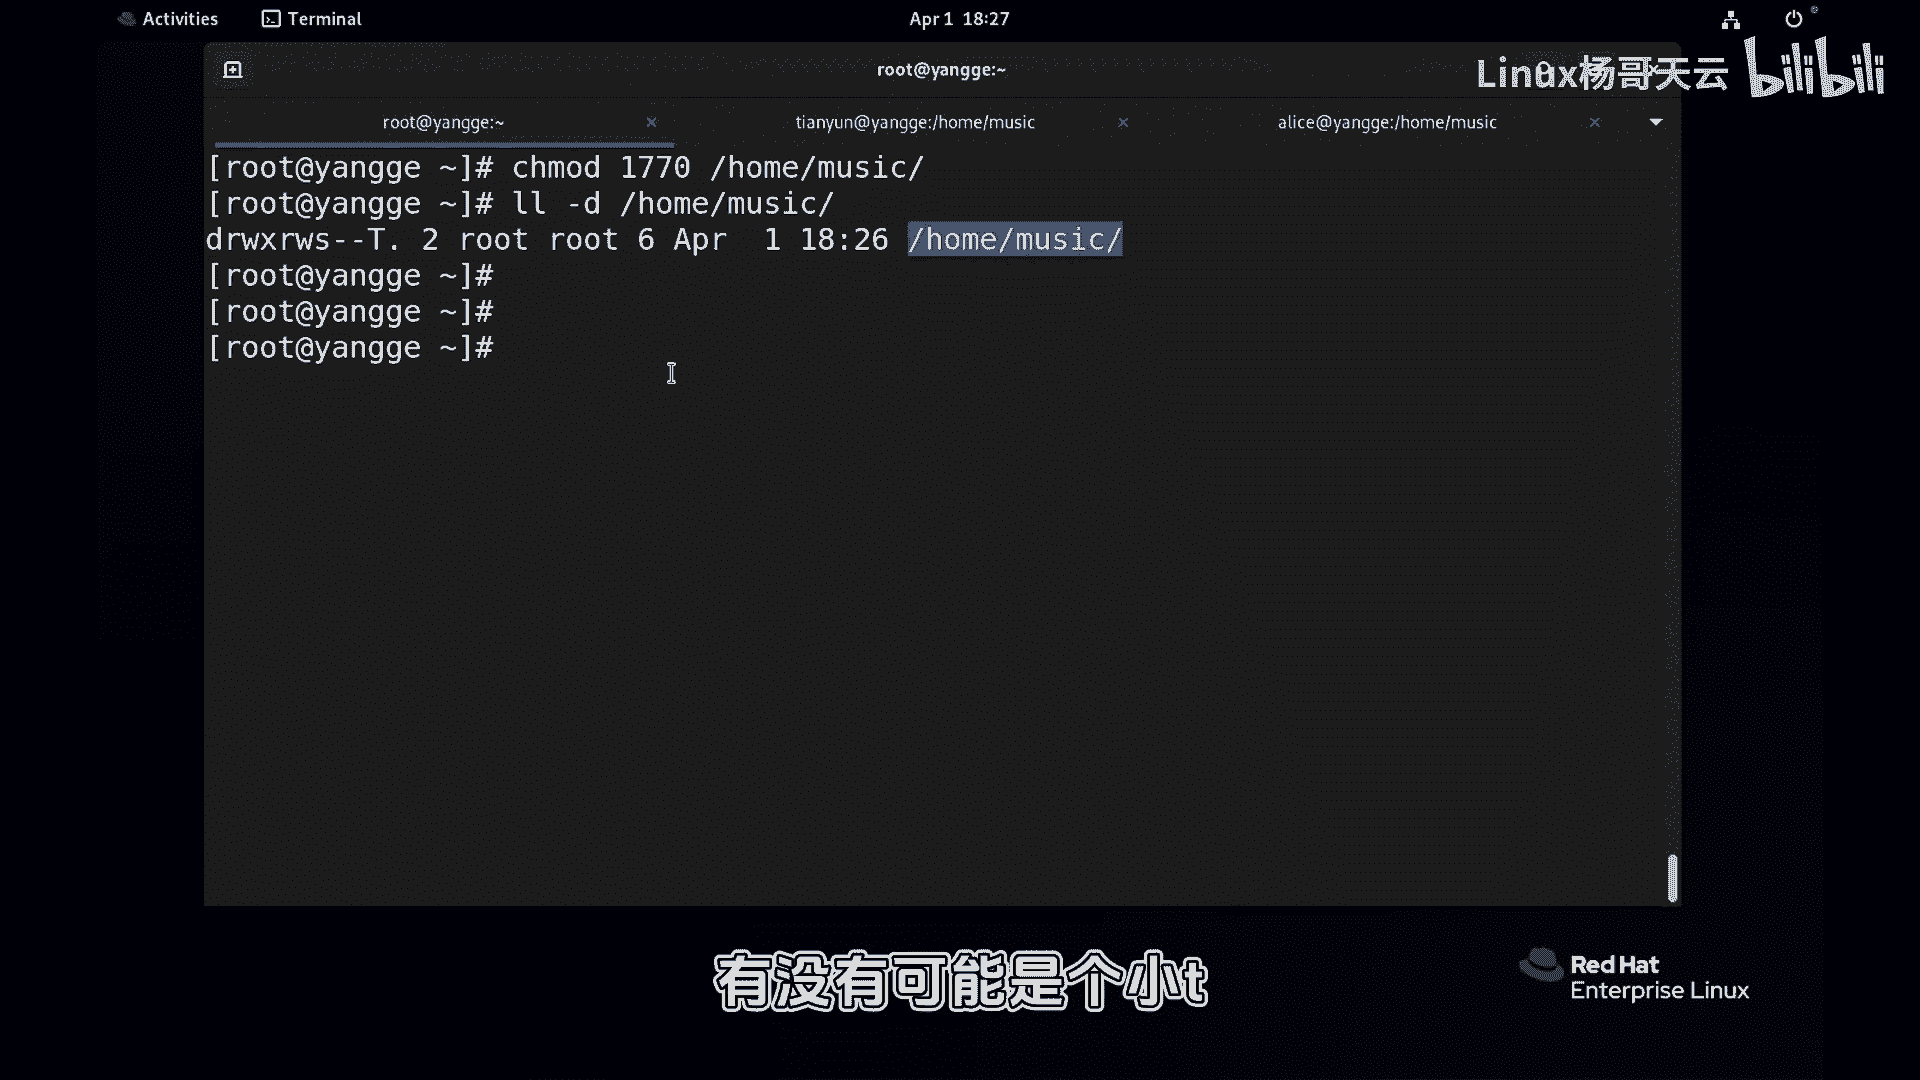 Activities Terminal Apr 1 18:27
root@yangge:~
Linux杨哥天云 bilibili
root@yangge:~ × tianyun@yangge:/home/music × alice@yangge:/home/music ×
[root@yangge ~]# chmod 1770 /home/music/
[root@yangge ~]# ll -d /home/music/
drwxrws--T. 2 root root 6 Apr  1 18:26 /home/music/
[root@yangge ~]#
[root@yangge ~]#
[root@yangge ~]#
有没有可能是个小t
Red Hat
Enterprise Linux